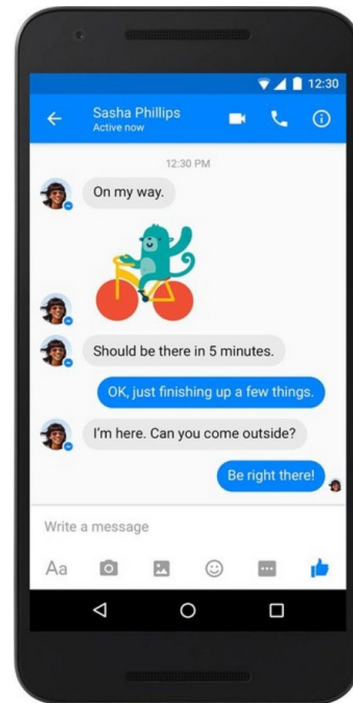 12:30
Sasha Phillips
Active now
12:30 PM
On my way.
Should be there in 5 minutes.
OK, just finishing up a few things.
I'm here. Can you come outside?
Be right there!
Write a message
Aa